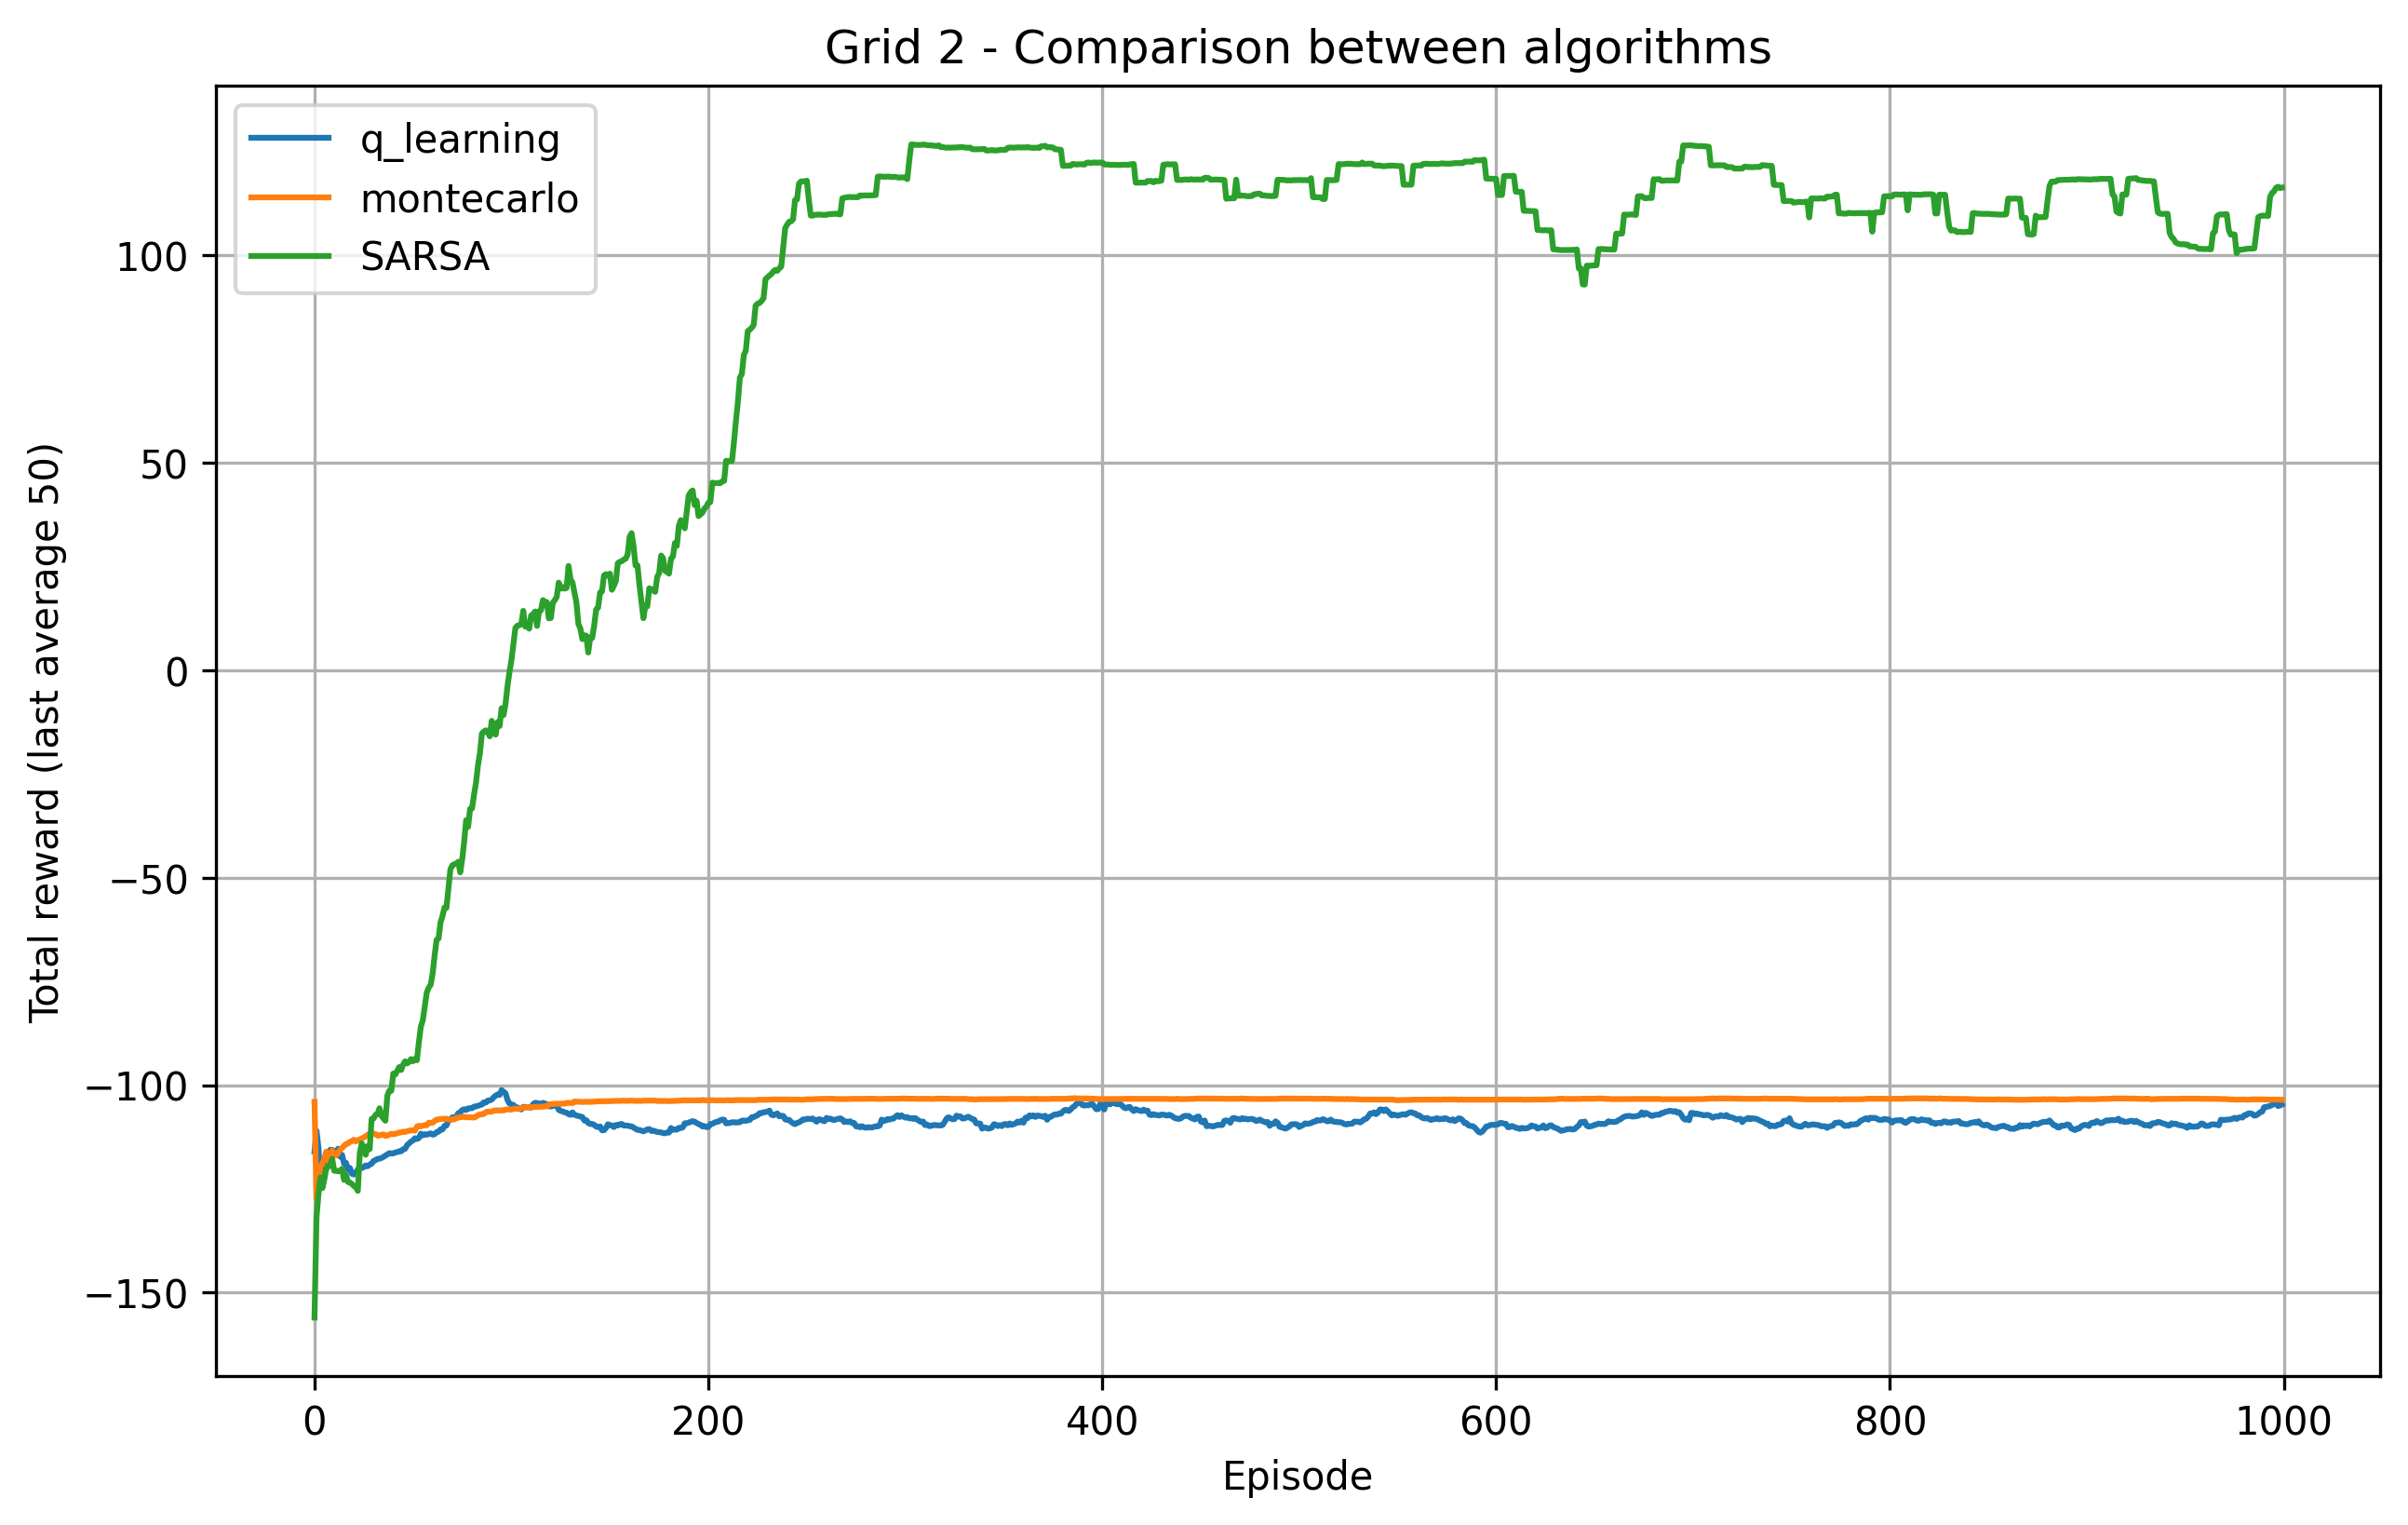 Grid 2 - Comparison between algorithms
q_learning
montecarlo
SARSA
Total reward (last average 50)
100
50
0
−50
−100
−150
0 200 400 600 800 1000
Episode